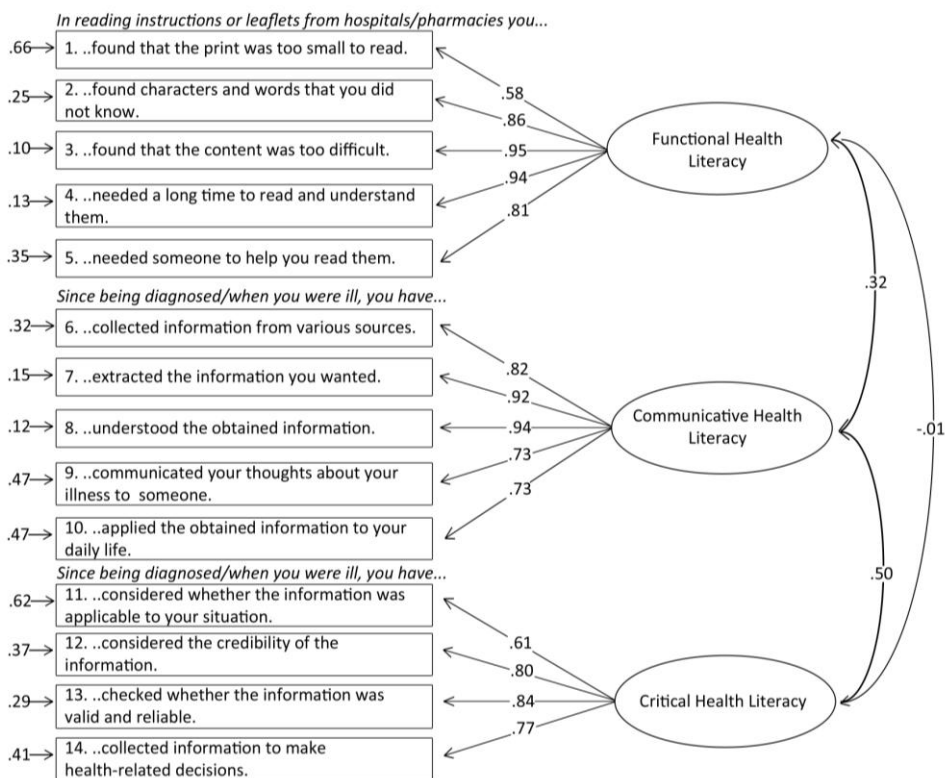 In reading instructions or leaflets from hospitals/pharmacies you...
.66
1. ..found that the print was too small to read.
.58
.25
2. ..found characters and words that you did
not know.
.86
.10
3. ..found that the content was too difficult.
.95
Functional Health
Literacy
.13
4. ..needed a long time to read and understand
them.
.94
.35
5. ..needed someone to help you read them.
.81
.32
Since being diagnosed/when you were ill, you have...
.32
6. ..collected information from various sources.
.82
.15
7. ..extracted the information you wanted.
.92
.12
8. ..understood the obtained information.
.94
Communicative Health
Literacy
-.01
.47
9. ..communicated your thoughts about your
illness to  someone.
.73
.47
10. ..applied the obtained information to your
daily life.
.73
.50
Since being diagnosed/when you were ill, you have...
.62
11. ..considered whether the information was
applicable to your situation.
.61
.37
12. ..considered the credibility of the
information.
.80
.29
13. ..checked whether the information was
valid and reliable.
.84
Critical Health Literacy
.41
14. ..collected information to make
health-related decisions.
.77